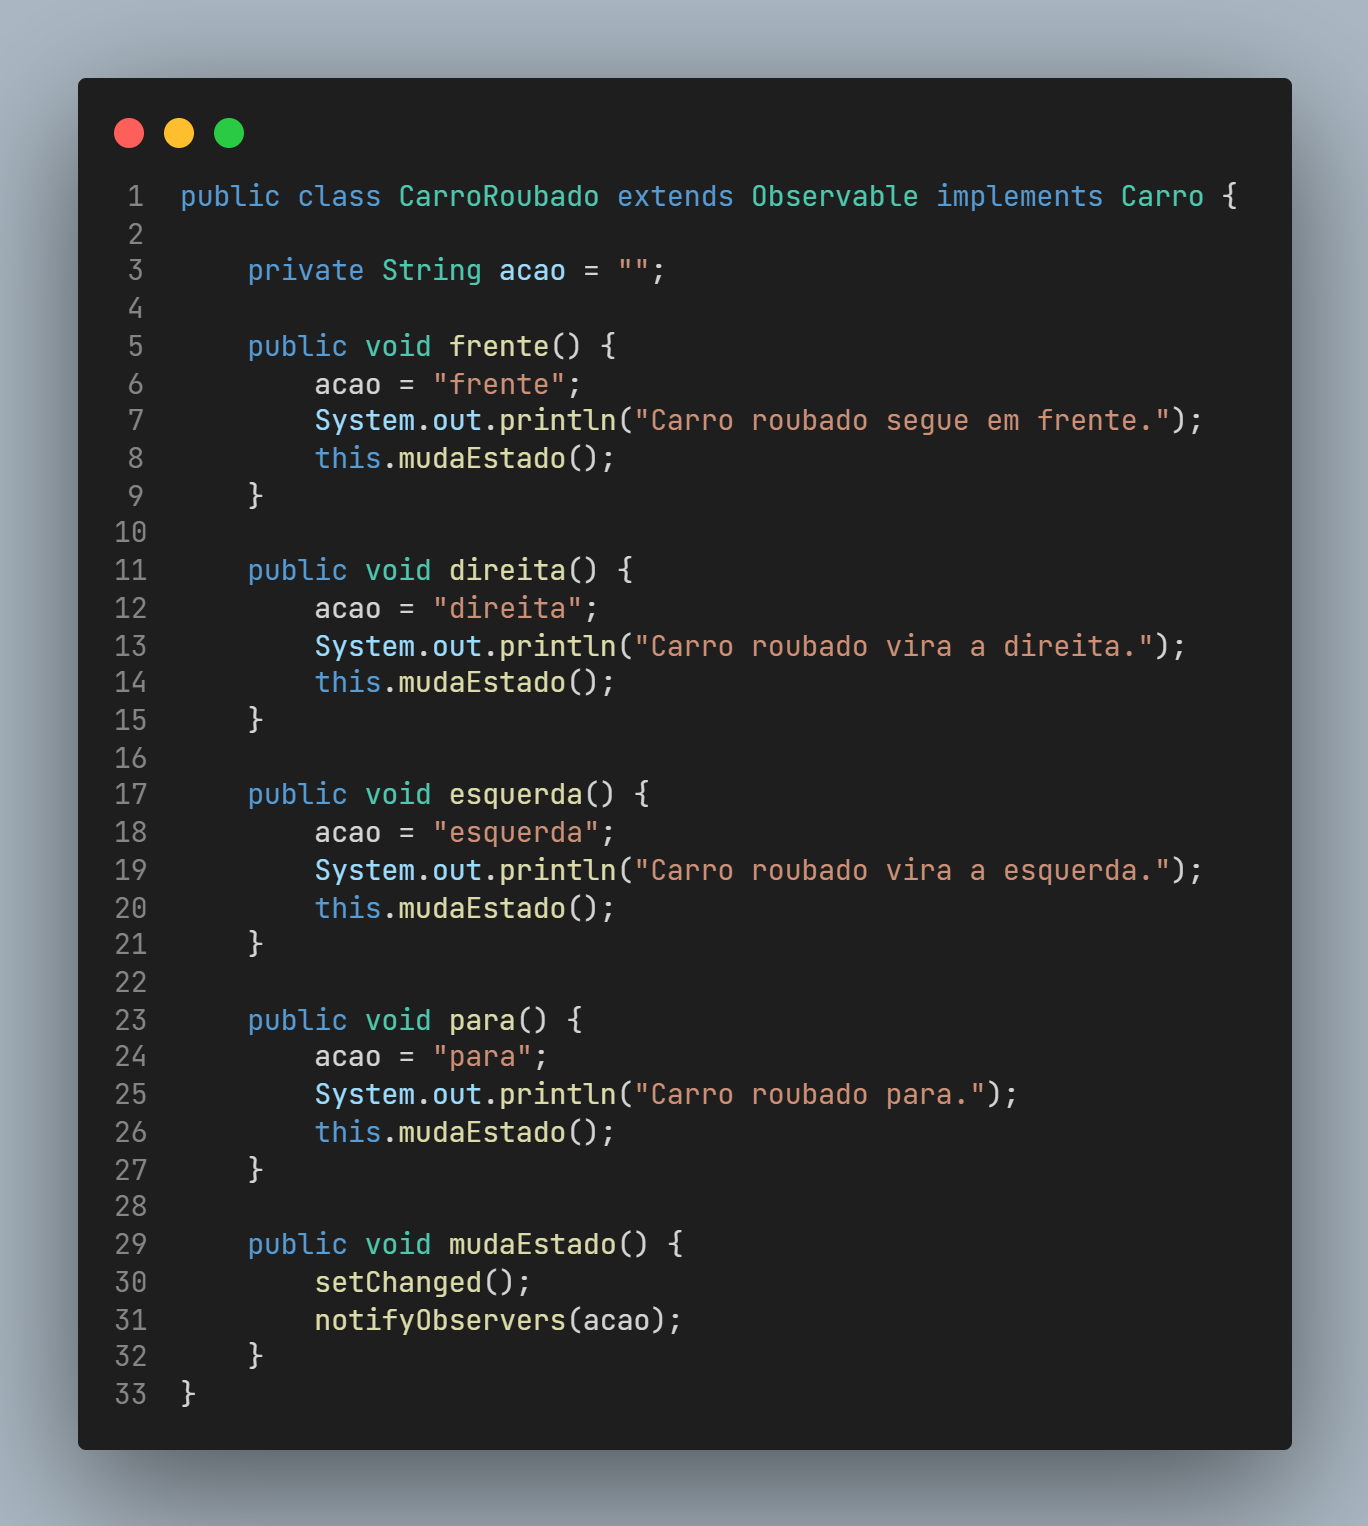 1 public class CarroRoubado extends Observable implements Carro {
2
3     private String acao = "";
4
5     public void frente() {
6         acao = "frente";
7         System.out.println("Carro roubado segue em frente.");
8         this.mudaEstado();
9     }
10
11     public void direita() {
12         acao = "direita";
13         System.out.println("Carro roubado vira a direita.");
14         this.mudaEstado();
15     }
16
17     public void esquerda() {
18         acao = "esquerda";
19         System.out.println("Carro roubado vira a esquerda.");
20         this.mudaEstado();
21     }
22
23     public void para() {
24         acao = "para";
25         System.out.println("Carro roubado para.");
26         this.mudaEstado();
27     }
28
29     public void mudaEstado() {
30         setChanged();
31         notifyObservers(acao);
32     }
33 }